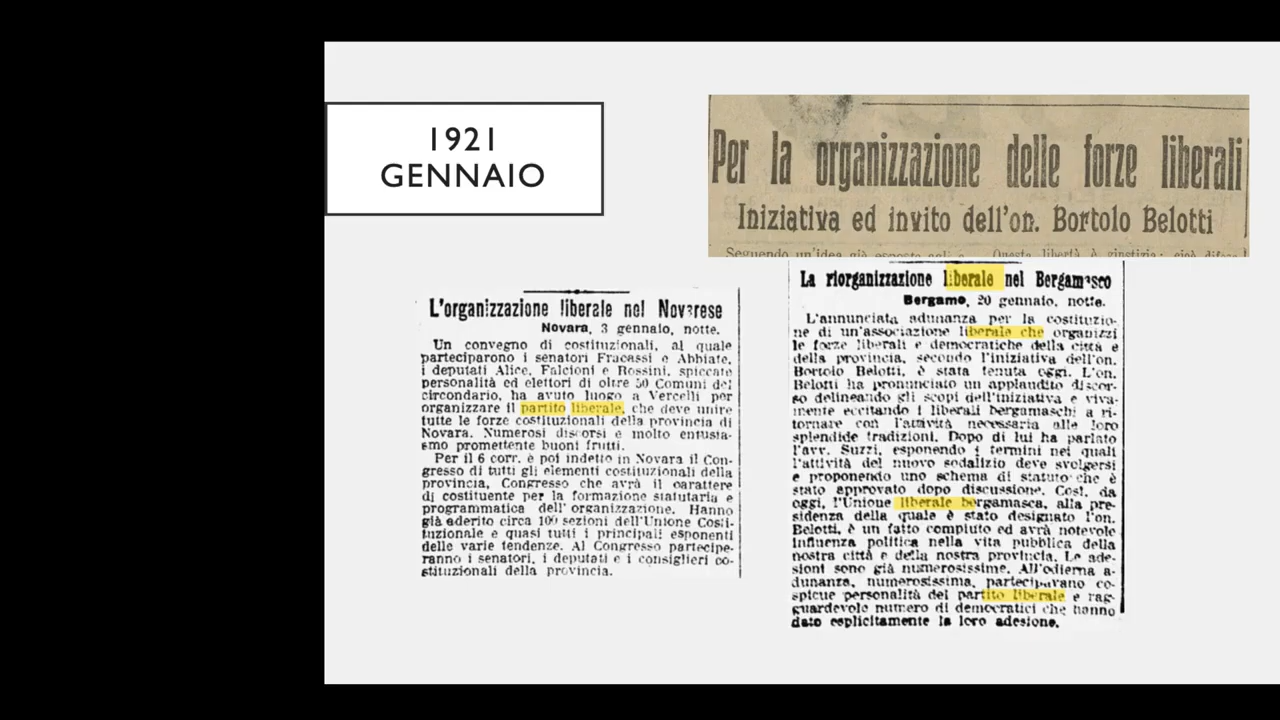 1921
GENNAIO
Per la organizzazione delle forze liberali
Iniziativa ed invito dell'on. Bortolo Belotti
L'organizzazione liberale nel Novarese
Novara, 3 gennaio, notte.
Un convegno di costituzionali, al quale
parteciparono i senatori Fracassi e Abbiate,
i deputati Alice, Falcioni e Rossini, spiccate
personalità ed elettori di oltre 50 Comuni del
circondario, ha avuto luogo a Vercelli per
organizzare il partito liberale, che deve unire
tutte le forze costituzionali della provincia di
Novara. Numerosi discorsi e molto entusia-
smo promettente buoni frutti.
Per il 6 corr. è poi indetto in Novara il Con-
gresso di tutti gli elementi costituzionali della
provincia, Congresso che avrà il carattere
di costituente per la formazione statutaria e
programmatica dell'organizzazione. Hanno
già aderito circa 100 sezioni dell'Unione Costi-
tuzionale e quasi tutti i principali esponenti
delle varie tendenze. Al Congresso partecipe-
ranno i senatori, i deputati e i consiglieri co-
stituzionali della provincia.
La riorganizzazione liberale nel Bergamasco
Bergamo, 20 gennaio, notte.
L'annunciata adunanza per la costituzio-
ne di un'associazione liberale che organizzi
le forze liberali e democratiche della città e
della provincia, secondo l'iniziativa dell'on.
Bortolo Belotti, è stata tenuta oggi. L'on.
Belotti ha pronunciato un applaudito discor-
so delineando gli scopi dell'iniziativa e viva-
mente eccitando i liberali bergamaschi a ri-
tornare con l'attività necessaria alle loro
splendide tradizioni. Dopo di lui ha parlato
l'avv. Suzzi, esponendo i termini nei quali
l'attività del nuovo sodalizio deve svolgersi
e proponendo uno schema di statuto che è
stato approvato dopo discussione. Così, da
oggi, l'Unione liberale bergamasca, alla pre-
sidenza della quale è stato designato l'on.
Belotti, è un fatto compiuto ed avrà notevole
influenza politica nella vita pubblica della
nostra città e della nostra provincia. Le ade-
sioni sono già numerosissime. All'odierna a-
dunanza, numerosissima, partecipavano co-
spicue personalità del partito liberale e rag-
guardevole numero di democratici che hanno
dato esplicitamente la loro adesione.